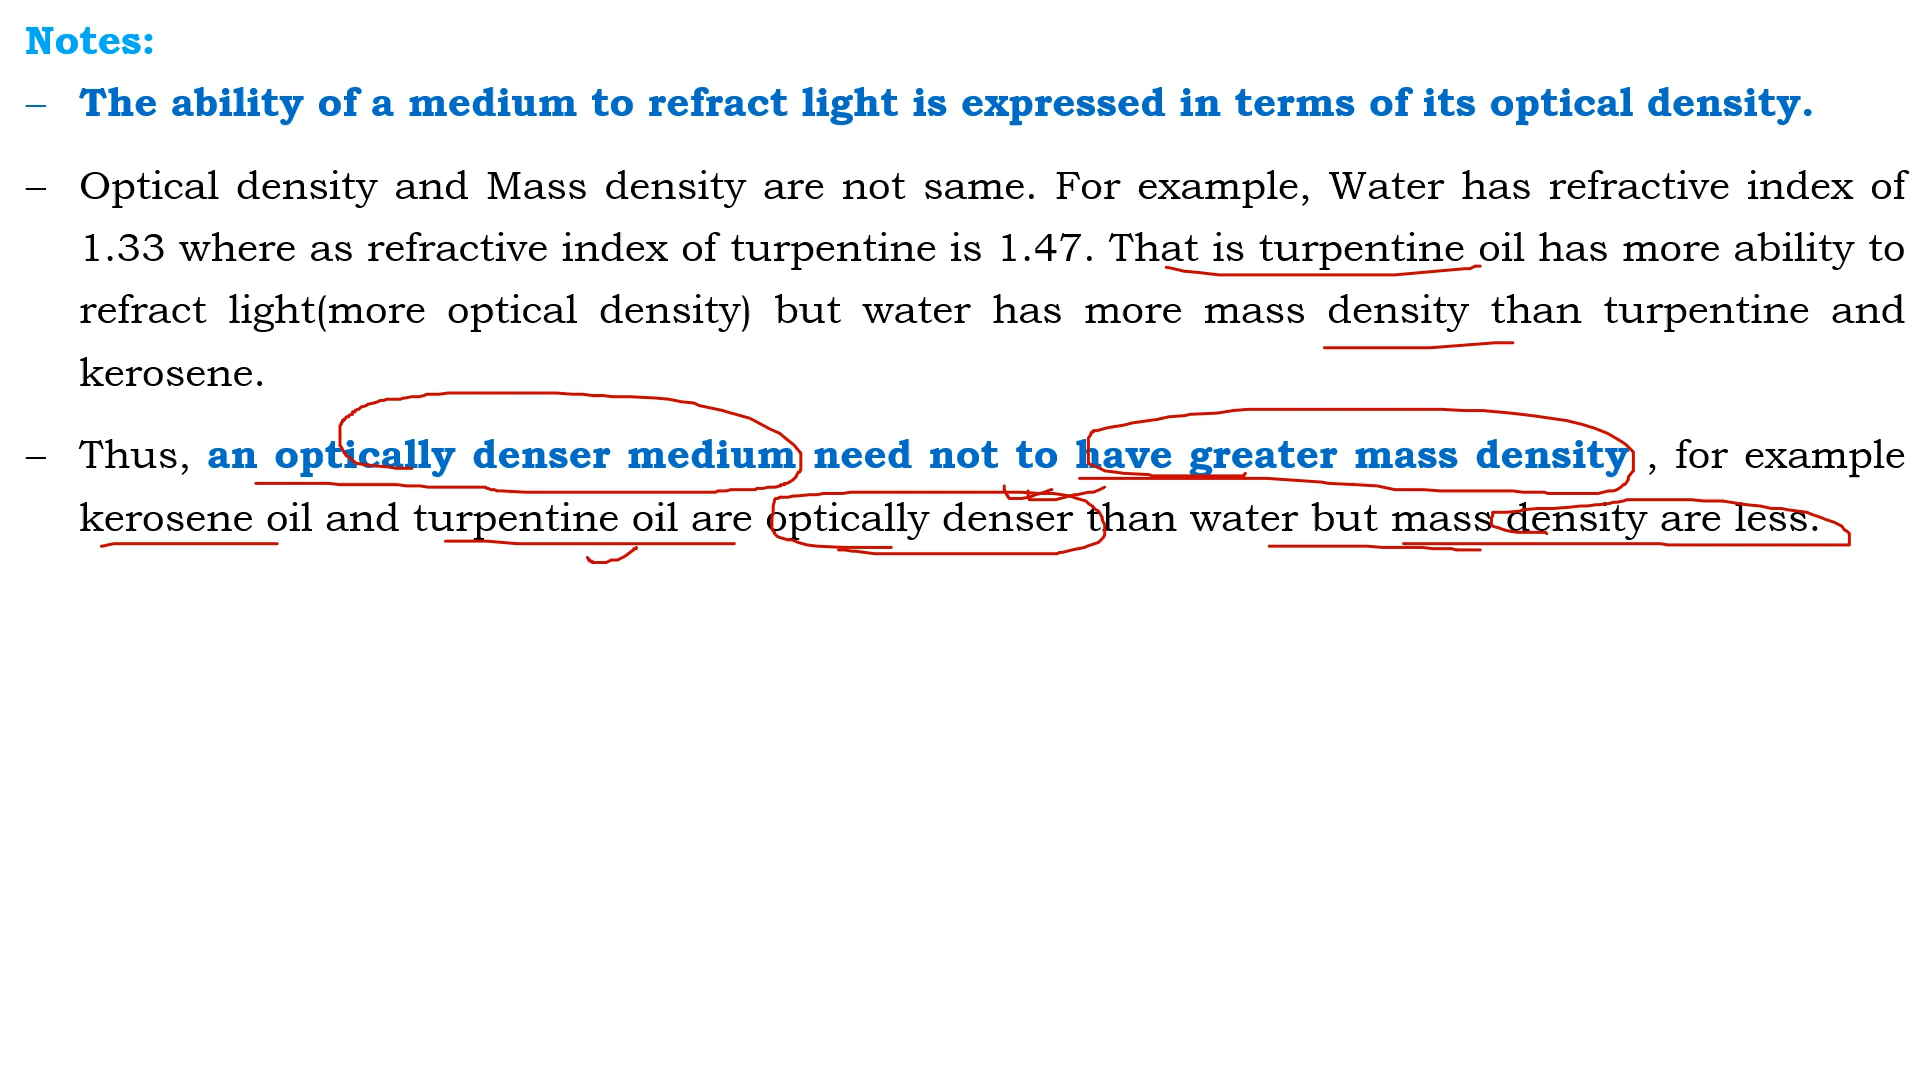 Notes:
– The ability of a medium to refract light is expressed in terms of its optical density.
– Optical density and Mass density are not same. For example, Water has refractive index of
1.33 where as refractive index of turpentine is 1.47. That is turpentine oil has more ability to
refract light(more optical density) but water has more mass density than turpentine and
kerosene.
– Thus, an optically denser medium need not to have greater mass density , for example
kerosene oil and turpentine oil are optically denser than water but mass density are less.